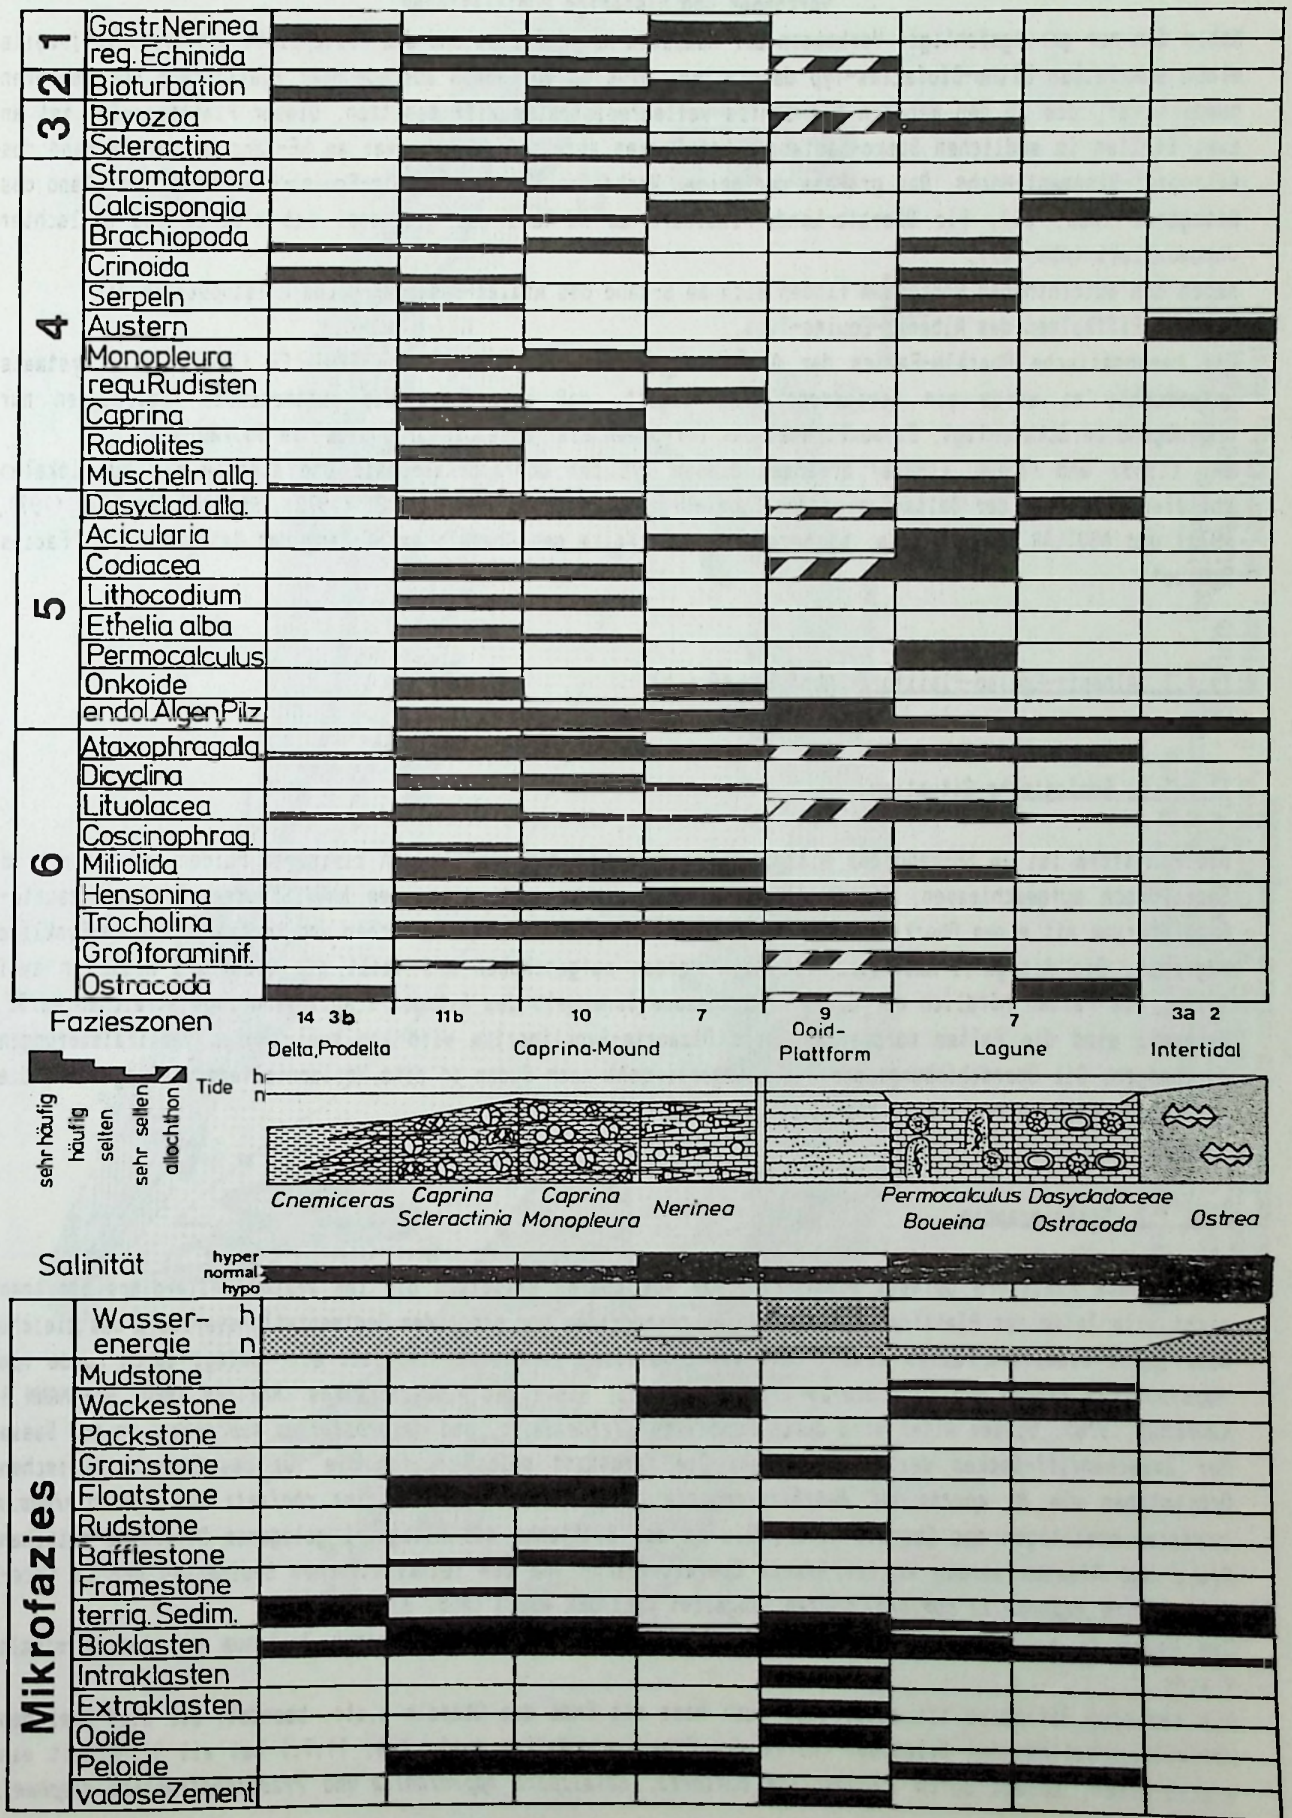 1
Gastr.Nerinea
reg.Echinida
2
Bioturbation
3
Bryozoa
Scleractina
4
Stromatopora
Calcispongia
Brachiopoda
Crinoida
Serpeln
Austern
Monopleura
requ.Rudisten
Caprina
Radiolites
Muscheln allg.
5
Dasyclad.allg.
Acicularia
Codiacea
Lithocodium
Ethelia alba
Permocalculus
Onkoide
endol.Algen,Pilz.
6
Ataxophragalg.
Dicyclina
Lituolacea
Coscinophrag.
Miliolida
Hensonina
Trocholina
Großforaminif.
Ostracoda
Fazieszonen
14 3b 11b 10 9 7 3a 2
Delta,Prodelta Caprina-Mound Ooid-Plattform Lagune Intertidal
sehr häufig
häufig
selten
sehr selten
allochthon
Tide h
n
Cnemiceras
Caprina
Scleractinia
Caprina
Monopleura
Nerinea
Permocalculus
Boueina
Dasycladaceae
Ostracoda
Ostrea
Salinität
hyper
normal
hypo
Wasser- h
energie n
Mikrofazies
Mudstone
Wackestone
Packstone
Grainstone
Floatstone
Rudstone
Bafflestone
Framestone
terrig.Sedim.
Bioklasten
Intraklasten
Extraklasten
Ooide
Peloide
vadoseZement